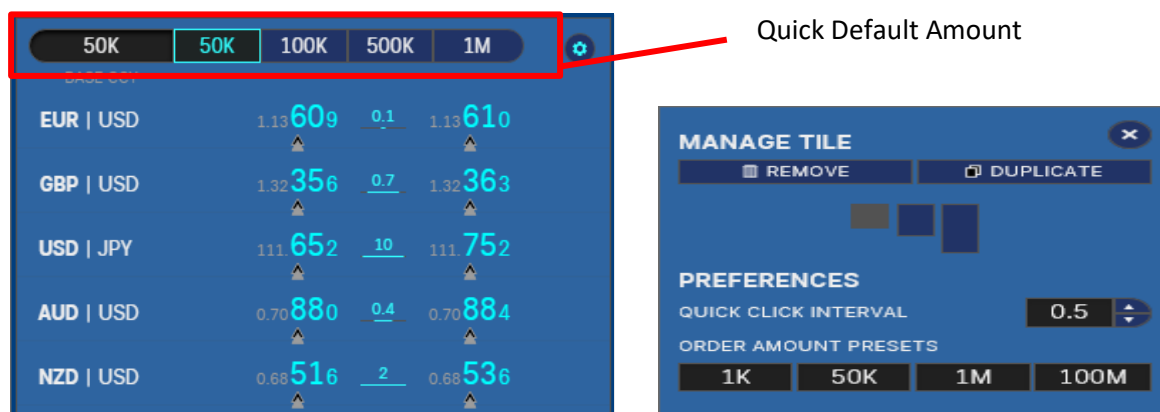 Quick Default Amount
50K 50K 100K 500K 1M
BASE CCY
EUR | USD 1.13609 0.1 1.13610
GBP | USD 1.32356 0.7 1.32363
USD | JPY 111.652 10 111.752
AUD | USD 0.70880 0.4 0.70884
NZD | USD 0.68516 2 0.68536
MANAGE TILE
REMOVE DUPLICATE
PREFERENCES
QUICK CLICK INTERVAL 0.5
ORDER AMOUNT PRESETS
1K 50K 1M 100M